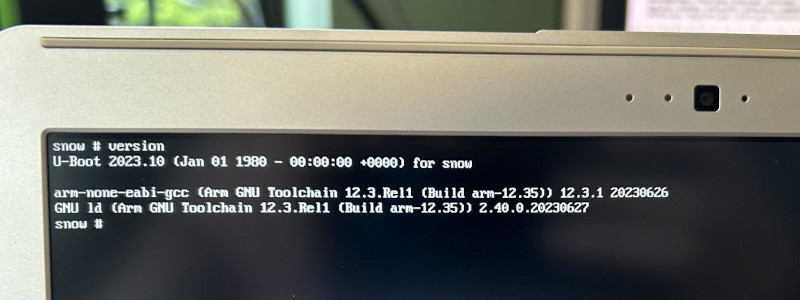 snow # version
U-Boot 2023.10 (Jan 01 1980 - 00:00:00 +0000) for snow
arm-none-eabi-gcc (Arm GNU Toolchain 12.3.Rel1 (Build arm-12.35)) 12.3.1 20230626
GNU ld (Arm GNU Toolchain 12.3.Rel1 (Build arm-12.35)) 2.40.0.20230627
snow #